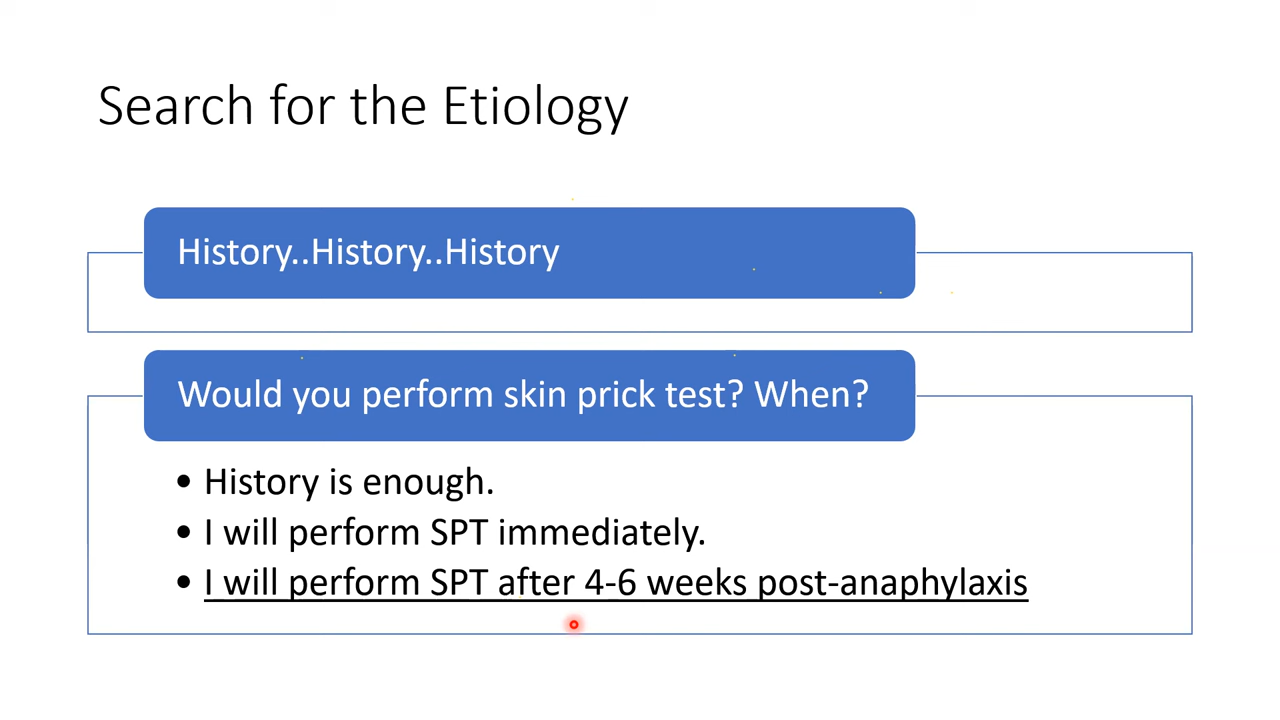 Search for the Etiology
History..History..History
Would you perform skin prick test? When?
• History is enough.
• I will perform SPT immediately.
• I will perform SPT after 4-6 weeks post-anaphylaxis